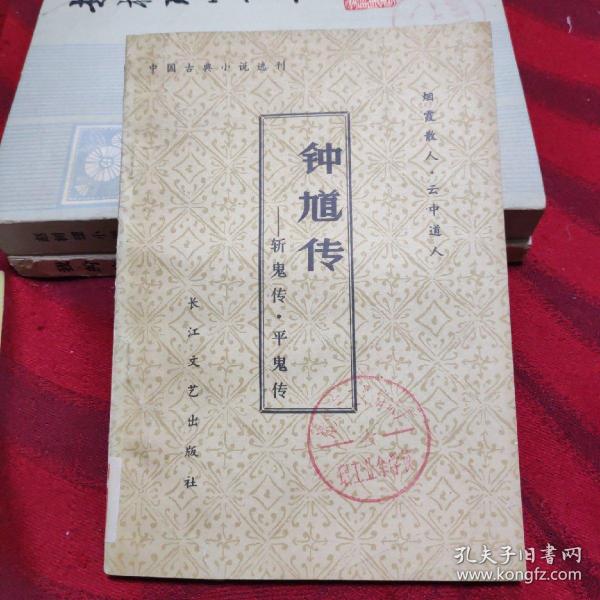 中国古典小说选刊
烟霞散人·云中道人
钟馗传
——斩鬼传·平鬼传
长江文艺出版社
孔夫子旧书网
www.kongfz.com